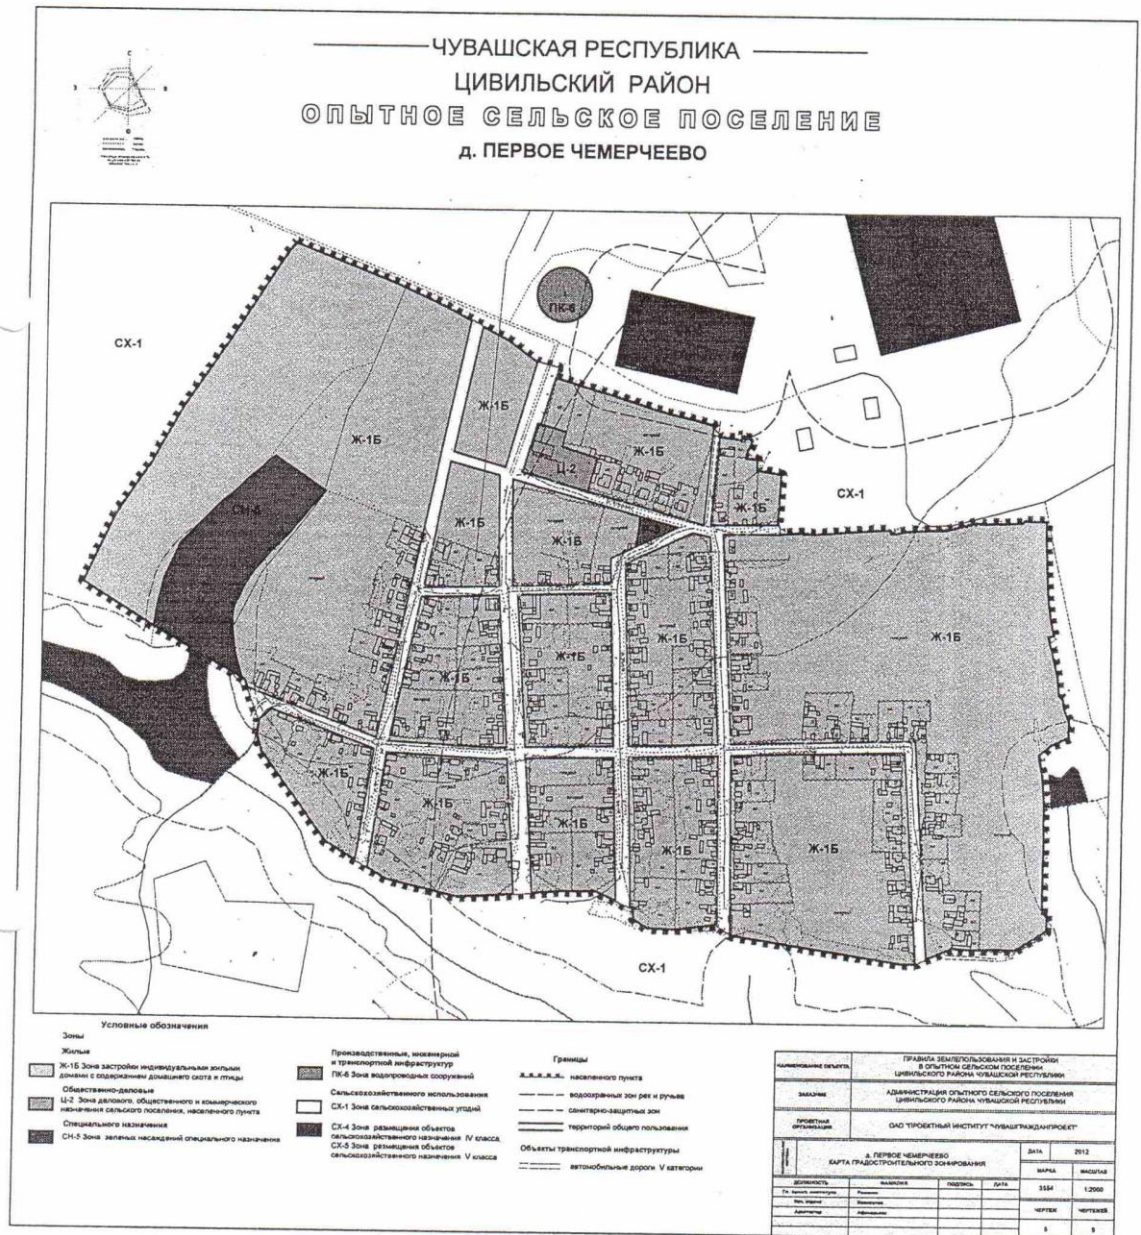 ЧУВАШСКАЯ РЕСПУБЛИКА
ЦИВИЛЬСКИЙ РАЙОН
ОПЫТНОЕ СЕЛЬСКОЕ ПОСЕЛЕНИЕ
д. ПЕРВОЕ ЧЕМЕРЧЕЕВО
С
ПК-6
СХ-1
Ж-1Б
Ж-1Б
Ж-1Б
Ц-2
СХ-1
СН-5
Ж-1Б
Ж-1Б
Ж-1Б
Ж-1Б
Ж-1Б
Ж-1Б
Ж-1Б
Ж-1Б
Ж-1Б
Ж-1Б
Ж-1Б
Ж-1Б
СХ-1
Условные обозначения
Зоны
Жилые
Ж-1Б Зона застройки индивидуальными жилыми
домами с содержанием домашнего скота и птицы
Общественно-деловые
Ц-2 Зона делового, общественного и коммерческого
назначения сельского поселения, населенного пункта
Специального назначения
СН-5 Зона зеленых насаждений специального назначения
Производственные, инженерной
и транспортной инфраструктур
ПК-6 Зона водопроводных сооружений
Сельскохозяйственного использования
СХ-1 Зона сельскохозяйственных угодий
СХ-4 Зона размещения объектов
сельскохозяйственного назначения IV класса,
СХ-5 Зона размещения объектов
сельскохозяйственного назначения V класса
Границы
населенного пункта
водоохранных зон рек и ручьев
санитарно-защитных зон
территорий общего пользования
Объекты транспортной инфраструктуры
автомобильные дороги V категории
НАИМЕНОВАНИЕ ОБЪЕКТА
ПРАВИЛА ЗЕМЛЕПОЛЬЗОВАНИЯ И ЗАСТРОЙКИ
В ОПЫТНОМ СЕЛЬСКОМ ПОСЕЛЕНИИ
ЦИВИЛЬСКОГО РАЙОНА ЧУВАШСКОЙ РЕСПУБЛИКИ
ЗАКАЗЧИК
АДМИНИСТРАЦИЯ ОПЫТНОГО СЕЛЬСКОГО ПОСЕЛЕНИЯ
ЦИВИЛЬСКОГО РАЙОНА ЧУВАШСКОЙ РЕСПУБЛИКИ
ПРОЕКТНАЯ
ОРГАНИЗАЦИЯ
ОАО "ПРОЕКТНЫЙ ИНСТИТУТ "ЧУВАШГРАЖДАНПРОЕКТ"
д. ПЕРВОЕ ЧЕМЕРЧЕЕВО
КАРТА ГРАДОСТРОИТЕЛЬНОГО ЗОНИРОВАНИЯ
ДАТА 2012
МАРКА МАСШТАБ
ДОЛЖНОСТЬ ФАМИЛИЯ ПОДПИСЬ ДАТА
3554 1:2000
Архитектор
ЧЕРТЕЖ ЧЕРТЕЖЕЙ